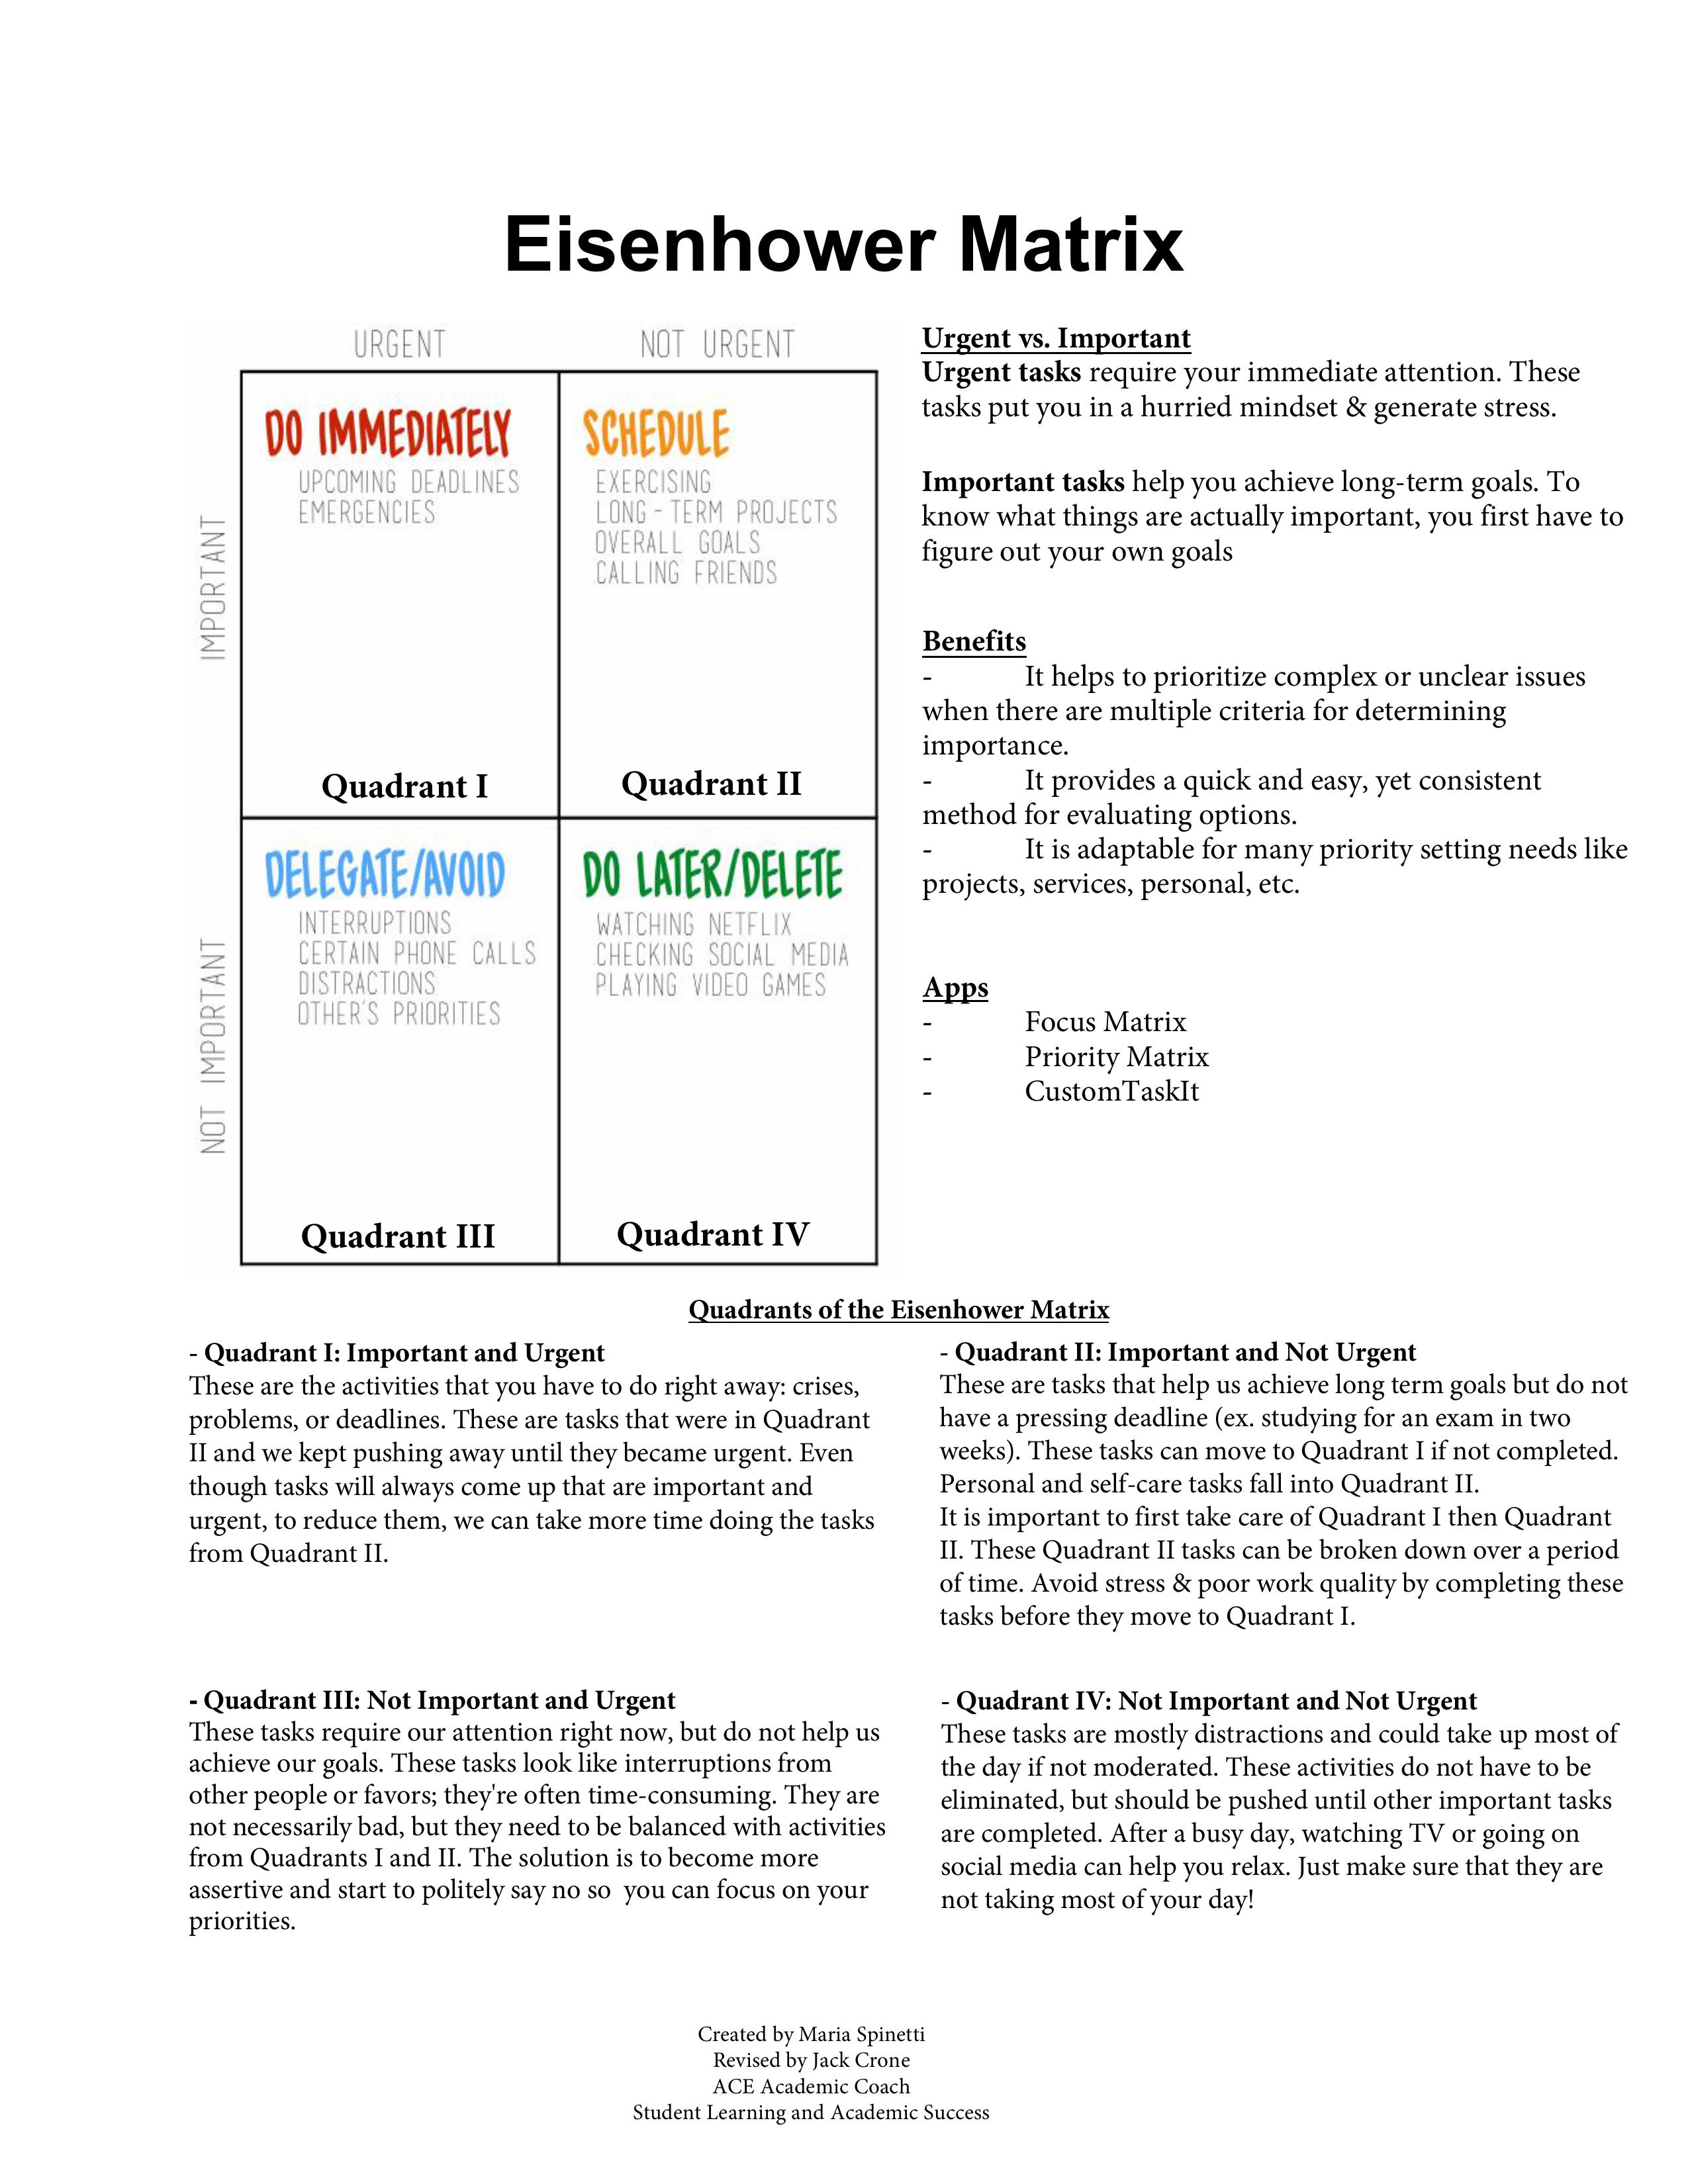 Eisenhower Matrix
URGENT
NOT URGENT
IMPORTANT
DO IMMEDIATELY
UPCOMING DEADLINES
EMERGENCIES
Quadrant I
SCHEDULE
EXERCISING
LONG-TERM PROJECTS
OVERALL GOALS
CALLING FRIENDS
Quadrant II
NOT IMPORTANT
DELEGATE/AVOID
INTERRUPTIONS
CERTAIN PHONE CALLS
DISTRACTIONS
OTHER'S PRIORITIES
Quadrant III
DO LATER/DELETE
WATCHING NETFLIX
CHECKING SOCIAL MEDIA
PLAYING VIDEO GAMES
Quadrant IV
Urgent vs. Important
Urgent tasks require your immediate attention. These
tasks put you in a hurried mindset & generate stress.
Important tasks help you achieve long-term goals. To
know what things are actually important, you first have to
figure out your own goals
Benefits
- It helps to prioritize complex or unclear issues
when there are multiple criteria for determining
importance.
- It provides a quick and easy, yet consistent
method for evaluating options.
- It is adaptable for many priority setting needs like
projects, services, personal, etc.
Apps
- Focus Matrix
- Priority Matrix
- CustomTaskIt
Quadrants of the Eisenhower Matrix
- Quadrant I: Important and Urgent
These are the activities that you have to do right away: crises,
problems, or deadlines. These are tasks that were in Quadrant
II and we kept pushing away until they became urgent. Even
though tasks will always come up that are important and
urgent, to reduce them, we can take more time doing the tasks
from Quadrant II.
- Quadrant II: Important and Not Urgent
These are tasks that help us achieve long term goals but do not
have a pressing deadline (ex. studying for an exam in two
weeks). These tasks can move to Quadrant I if not completed.
Personal and self-care tasks fall into Quadrant II.
It is important to first take care of Quadrant I then Quadrant
II. These Quadrant II tasks can be broken down over a period
of time. Avoid stress & poor work quality by completing these
tasks before they move to Quadrant I.
- Quadrant III: Not Important and Urgent
These tasks require our attention right now, but do not help us
achieve our goals. These tasks look like interruptions from
other people or favors; they're often time-consuming. They are
not necessarily bad, but they need to be balanced with activities
from Quadrants I and II. The solution is to become more
assertive and start to politely say no so  you can focus on your
priorities.
- Quadrant IV: Not Important and Not Urgent
These tasks are mostly distractions and could take up most of
the day if not moderated. These activities do not have to be
eliminated, but should be pushed until other important tasks
are completed. After a busy day, watching TV or going on
social media can help you relax. Just make sure that they are
not taking most of your day!
Created by Maria Spinetti
Revised by Jack Crone
ACE Academic Coach
Student Learning and Academic Success